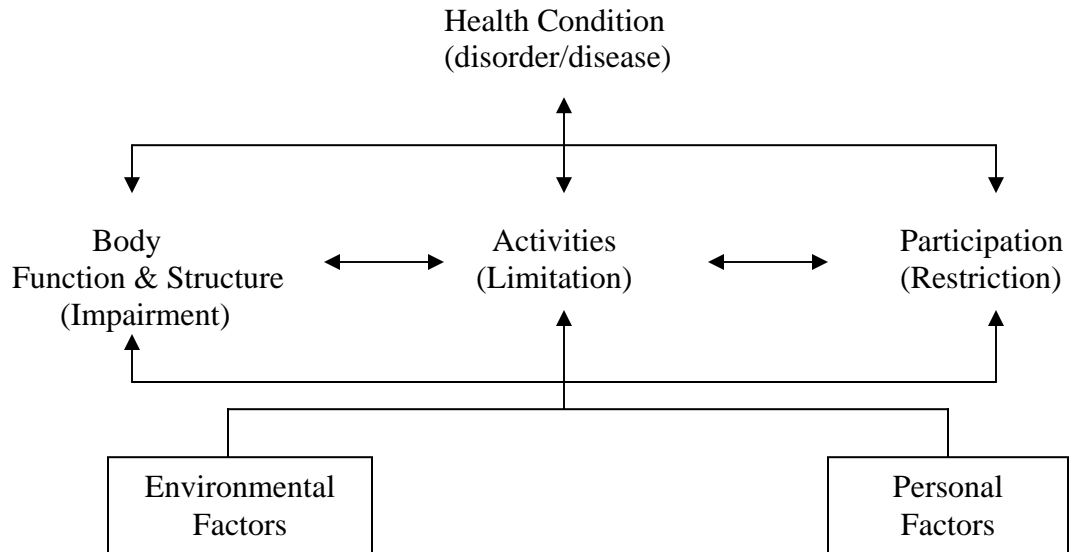 Health Condition
(disorder/disease)
Body
Function & Structure
(Impairment)
Activities
(Limitation)
Participation
(Restriction)
Environmental
Factors
Personal
Factors